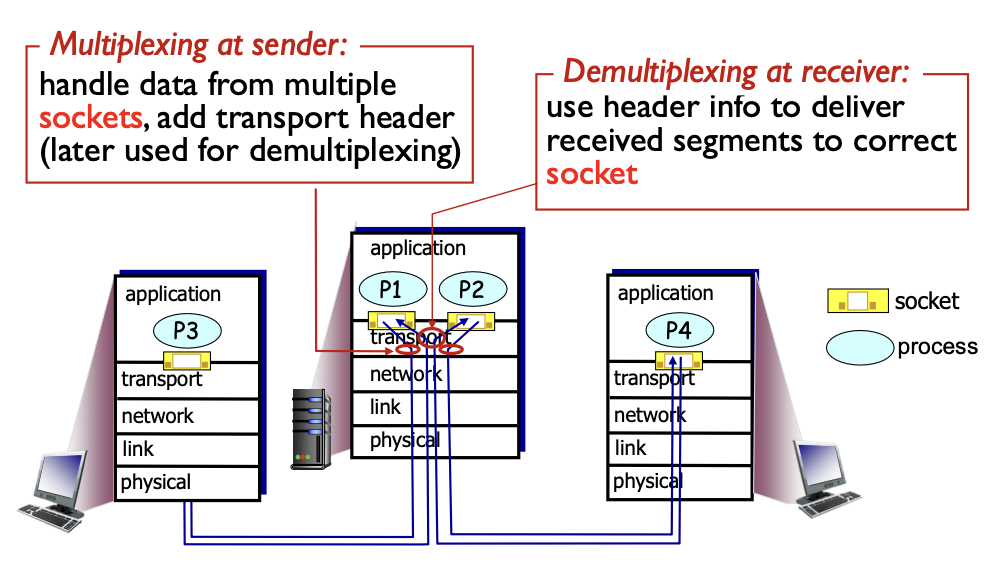 Multiplexing at sender:
handle data from multiple
sockets, add transport header
(later used for demultiplexing)
Demultiplexing at receiver:
use header info to deliver
received segments to correct
socket
application
P3
transport
network
link
physical
application
P1
P2
transport
network
link
physical
application
P4
transport
network
link
physical
socket
process